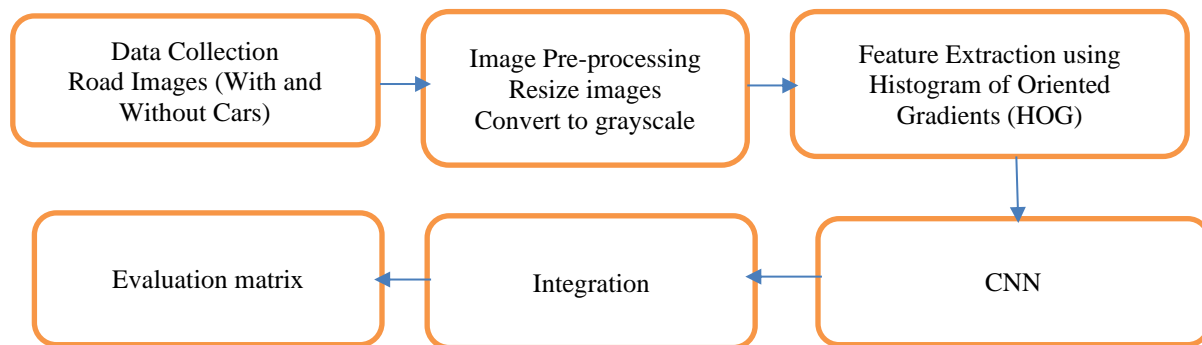 Data Collection
Road Images (With and
Without Cars)
Image Pre-processing
Resize images
Convert to grayscale
Feature Extraction using
Histogram of Oriented
Gradients (HOG)
CNN
Integration
Evaluation matrix